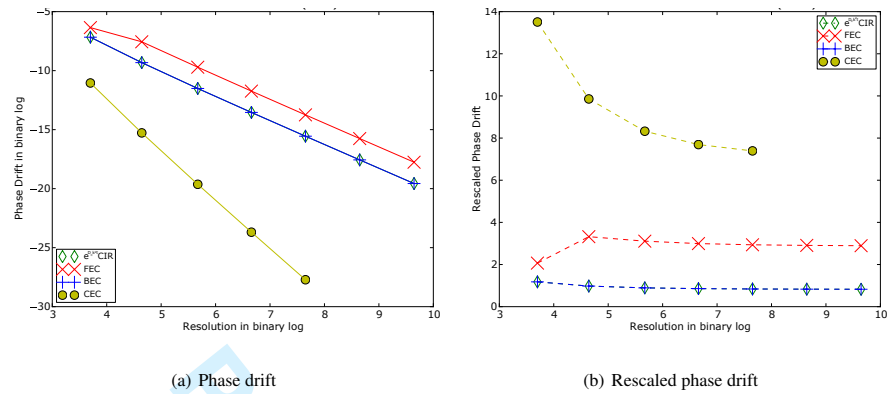 −5
−10
−15
−20
−25
−30
3
4
5
6
7
8
9
10
Phase Drift in binary log
Resolution in binary log
CIR
FEC
BEC
CEC
(a) Phase drift
14
12
10
8
6
4
2
0
3
4
5
6
7
8
9
10
Rescaled Phase Drift
Resolution in binary log
CIR
FEC
BEC
CEC
(b) Rescaled phase drift